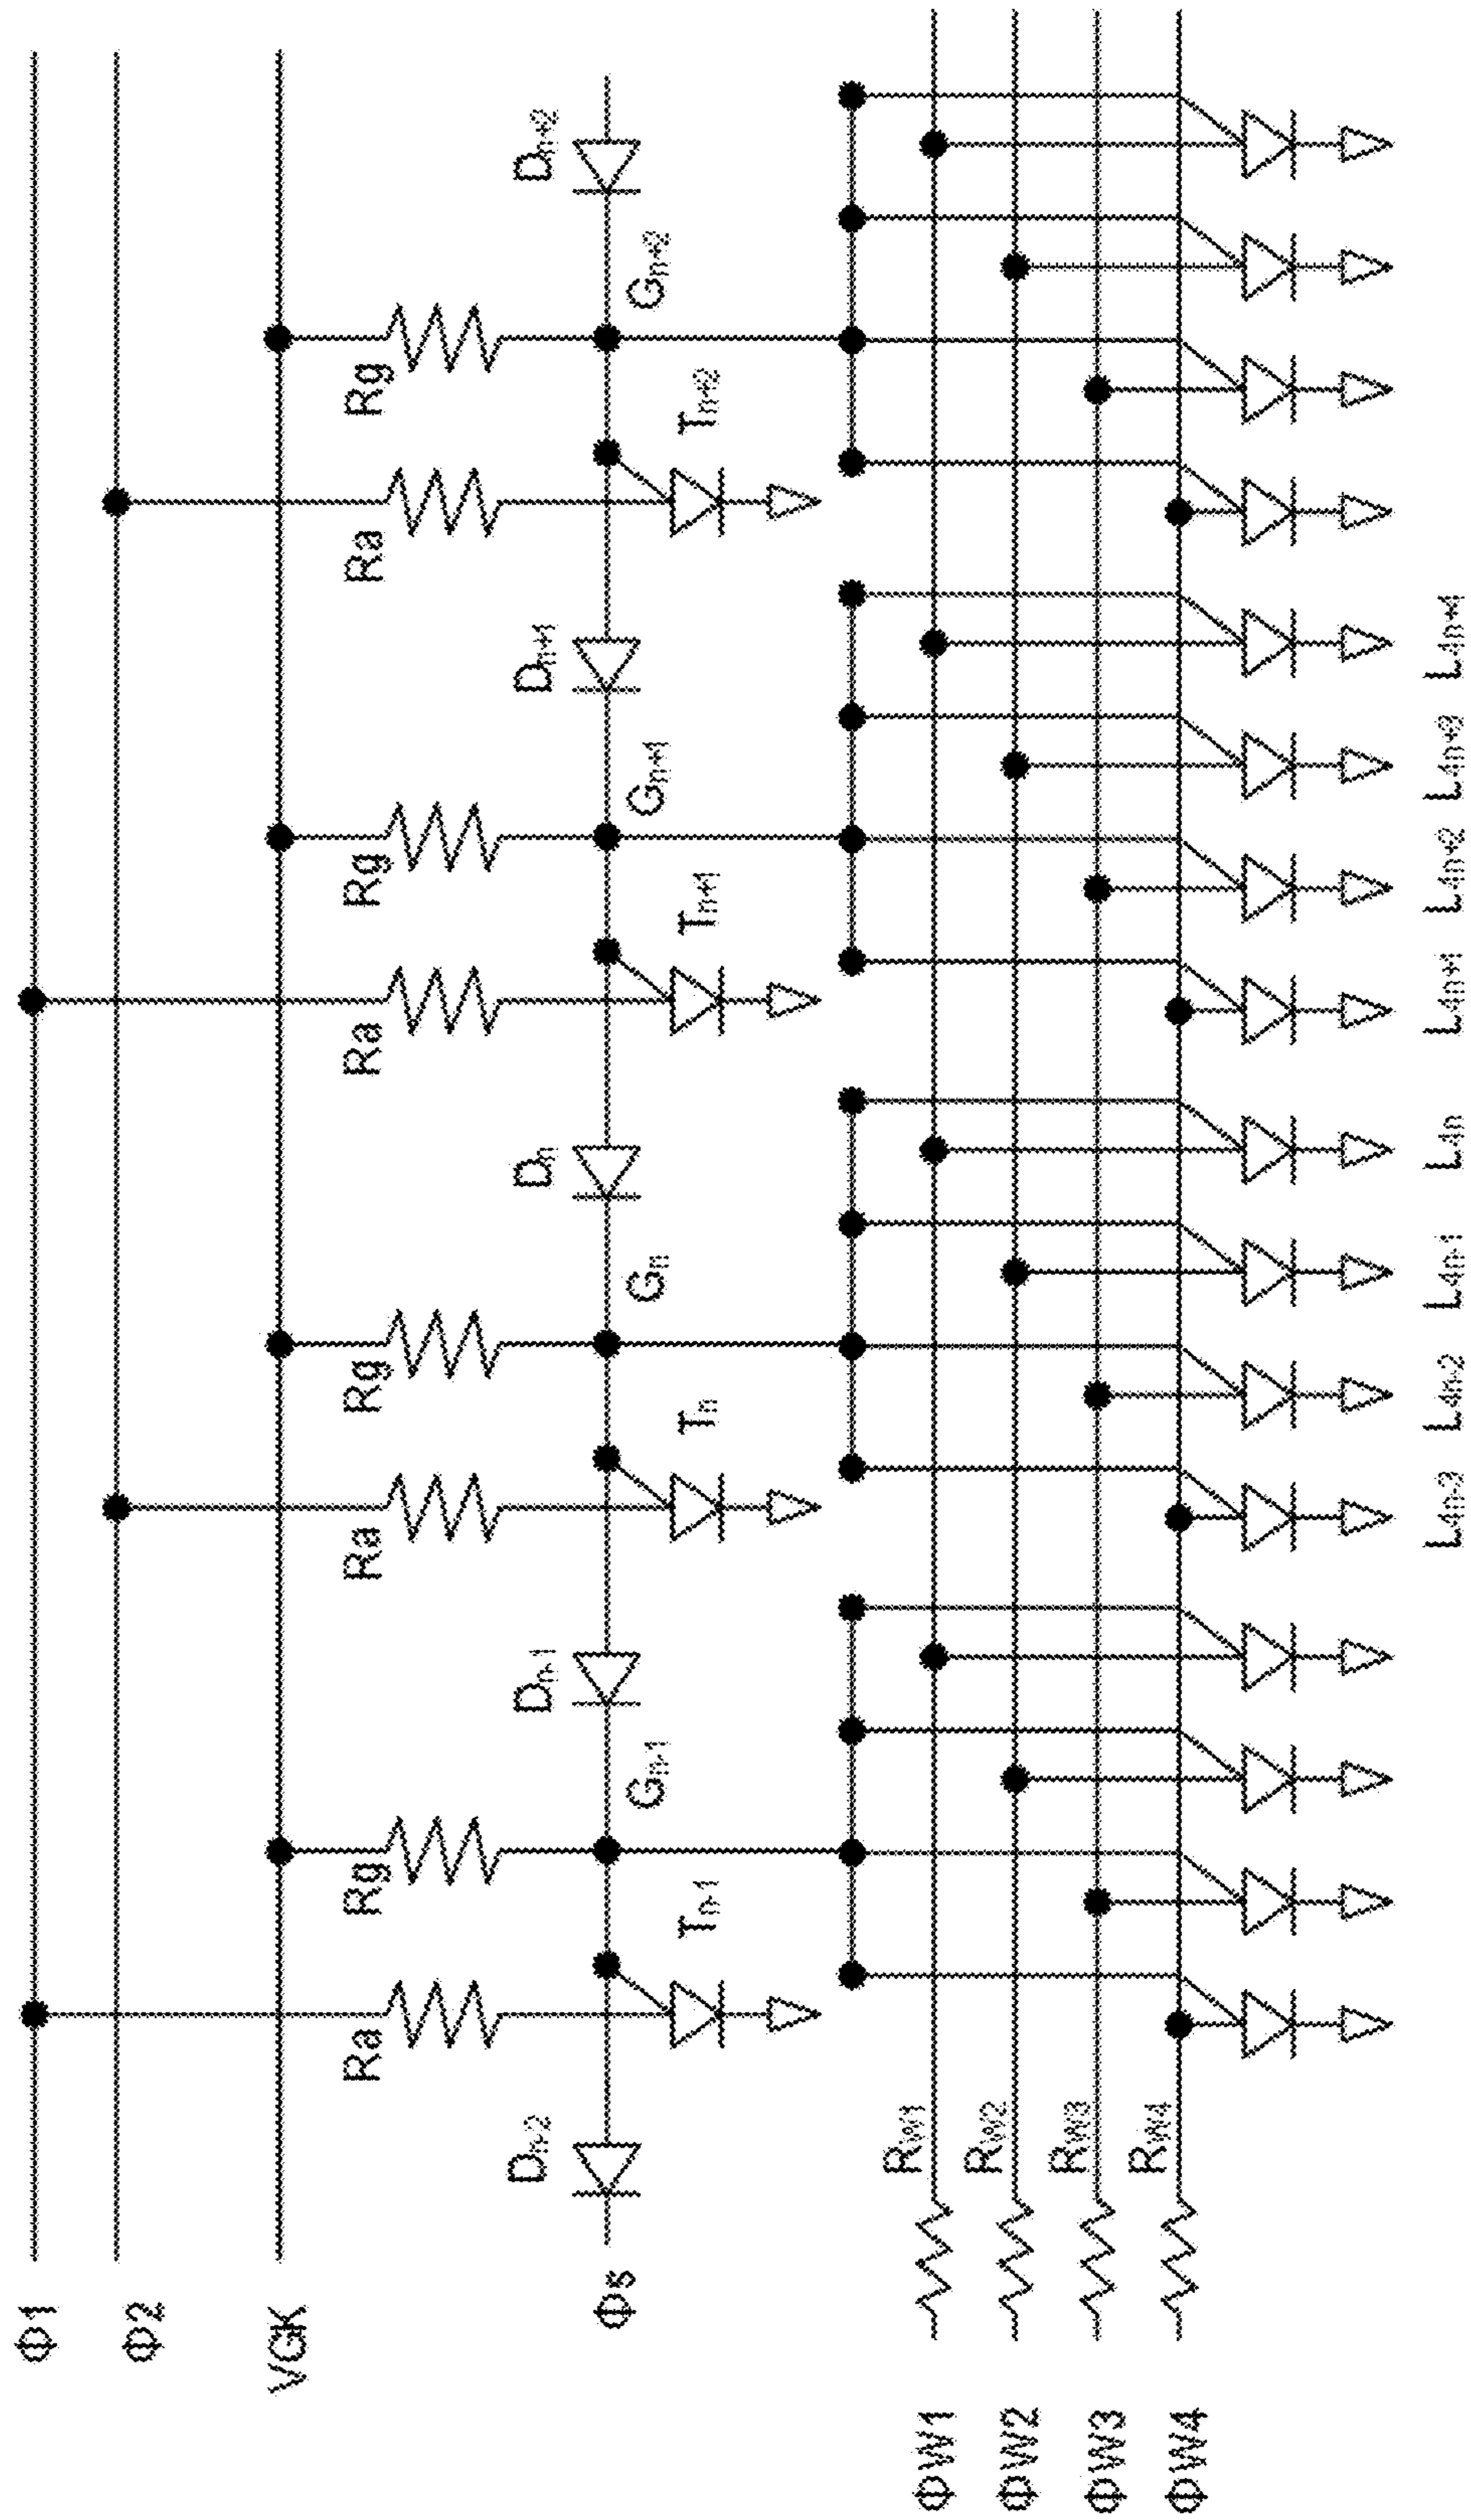 Φ1
Φ2
VGK
Ra
Rg
Ra
Rg
Ra
Rg
Ra
Rg
Φs
Dn-2
Dn-1
Dn
Dn+1
Dn+2
Gn-1
Gn
Gn+1
Gn+2
Tn-1
Tn
Tn+1
Tn+2
ΦW1
RW1
ΦW2
RW2
ΦW3
RW3
ΦW4
RW4
L4n-3
L4n-2
L4n-1
L4n
L4n+1
L4n+2
L4n+3
L4n+4